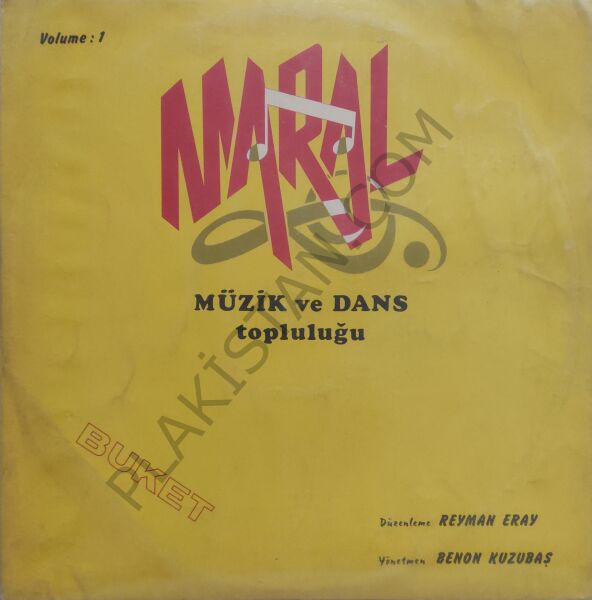 Volume : 1
MARAL
MÜZİK ve DANS
topluluğu
BUKET
PLAKİSTAN.COM
Düzenleme REYMAN ERAY
Yönetmen BENON KUZUBAŞ